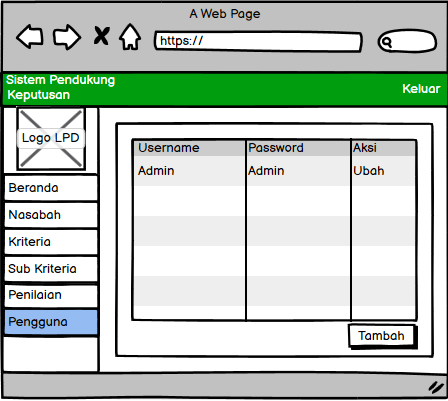 A Web Page
https://
Sistem Pendukung
Keputusan
Keluar
Logo LPD
Beranda
Nasabah
Kriteria
Sub Kriteria
Penilaian
Pengguna
Username Password Aksi
Admin Admin Ubah
Tambah